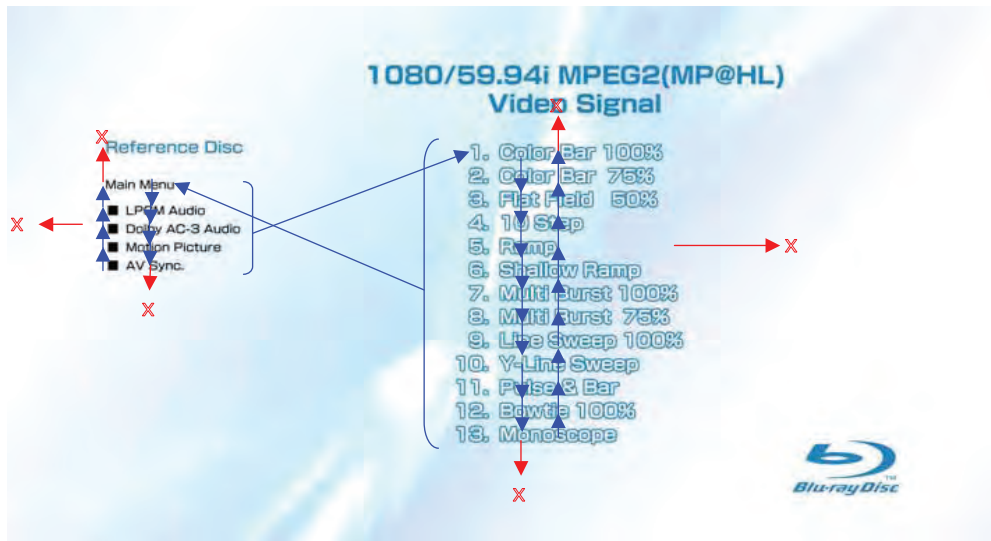 1080/59.94i MPEG2(MP@HL)
Video Signal
X
X
Reference Disc
Main Menu
■ LPCM Audio
■ Dolby AC-3 Audio
■ Motion Picture
■ AV Sync.
X
X
1. Color Bar 100%
2. Color Bar 75%
3. Flat Field 50%
4. 10 Step
5. Ramp
6. Shallow Ramp
7. Multi Burst 100%
8. Multi Burst 75%
9. Line Sweep 100%
10. Y-Line Sweep
11. Pulse & Bar
12. Bowtie 100%
13. Monoscope
X
X
Blu-ray Disc™